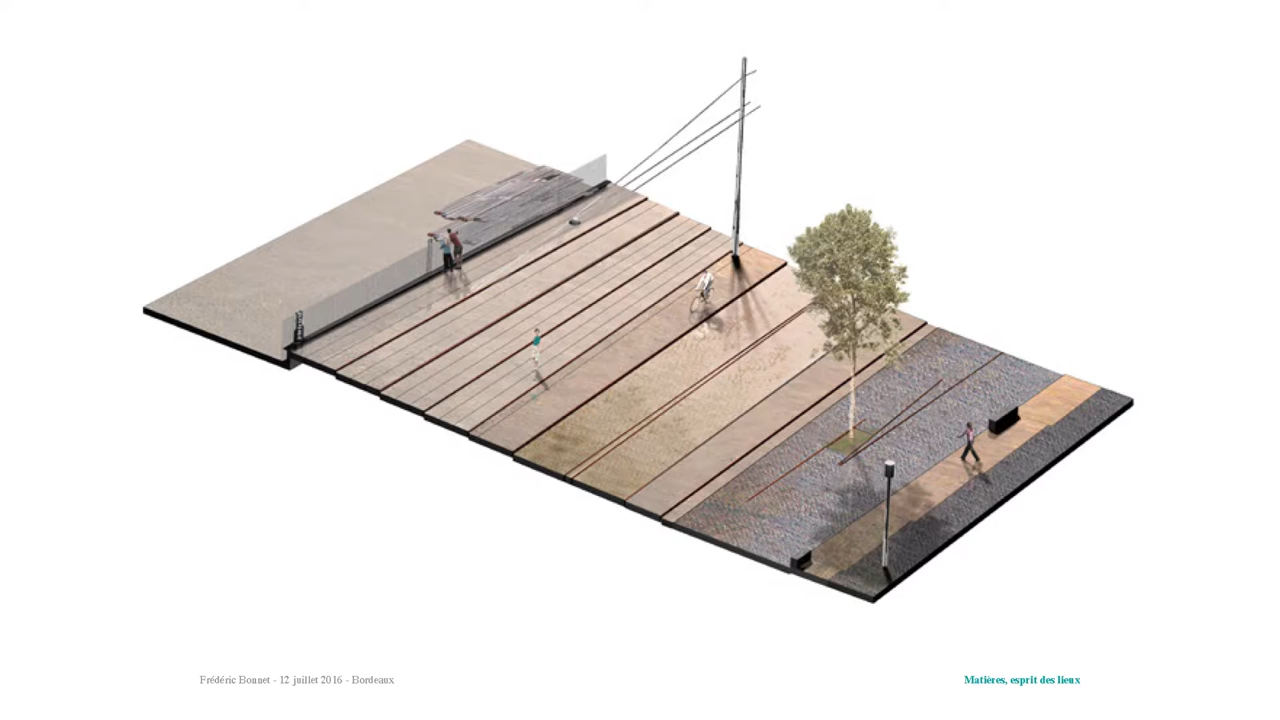 Frédéric Bonnet - 12 juillet 2016 - Bordeaux
Matières, esprit des lieux